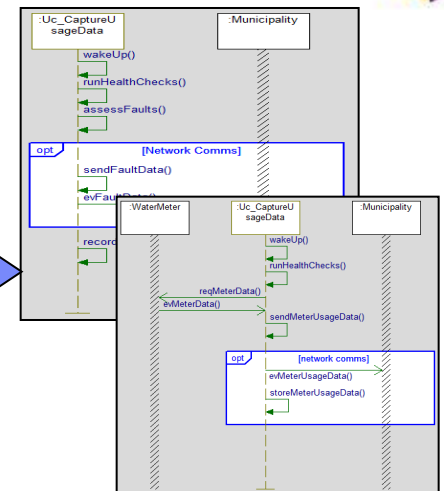 :Uc_CaptureU
sageData
:Municipality
wakeUp()
runHealthChecks()
assessFaults()
opt
[Network Comms]
sendFaultData()
:WaterMeter
:Uc_CaptureU
sageData
:Municipality
wakeUp()
runHealthChecks()
reqMeterData()
evMeterData()
sendMeterUsageData()
opt
[network comms]
evMeterUsageData()
storeMeterUsageData()